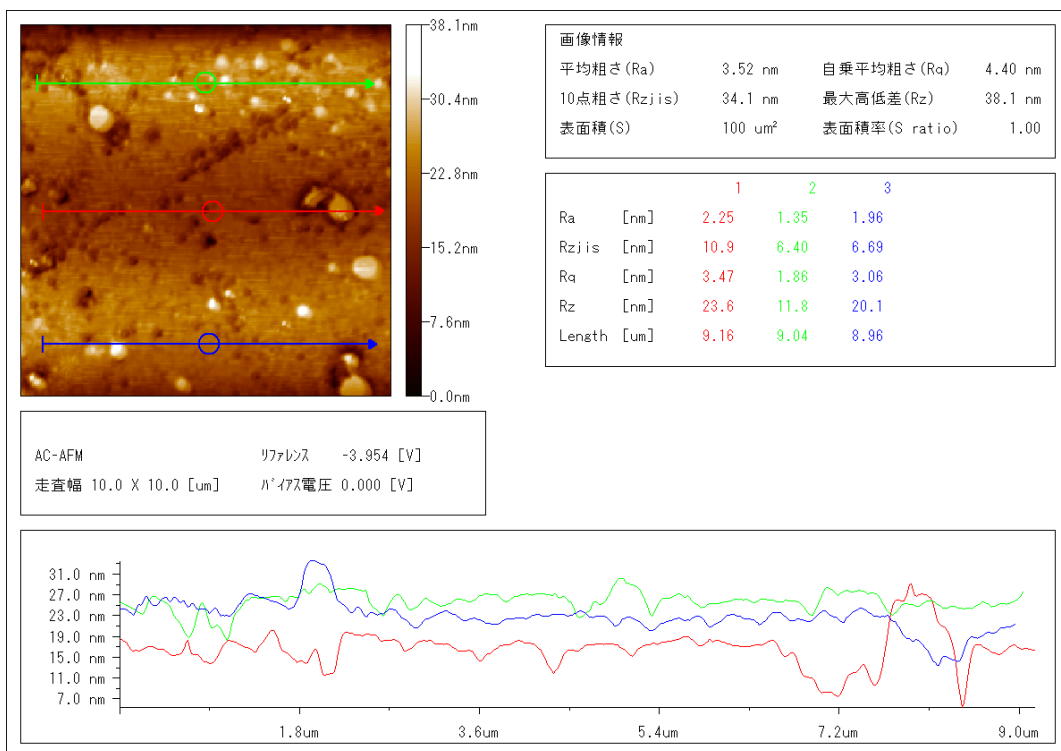 38.1nm
30.4nm
22.8nm
15.2nm
7.6nm
0.0nm
画像情報
平均粗さ(Ra) 3.52 nm 自乗平均粗さ(Rq) 4.40 nm
10点粗さ(Rzjis) 34.1 nm 最大高低差(Rz) 38.1 nm
表面積(S) 100 um² 表面積率(S ratio) 1.00
1 2 3
Ra [nm] 2.25 1.35 1.96
Rzjis [nm] 10.9 6.40 6.69
Rq [nm] 3.47 1.86 3.06
Rz [nm] 23.6 11.8 20.1
Length [um] 9.16 9.04 8.96
AC-AFM ﾘﾌｧﾚﾝｽ -3.954 [V]
走査幅 10.0 X 10.0 [um] ﾊﾞｲｱｽ電圧 0.000 [V]
31.0 nm
27.0 nm
23.0 nm
19.0 nm
15.0 nm
11.0 nm
7.0 nm
1.8um 3.6um 5.4um 7.2um 9.0um